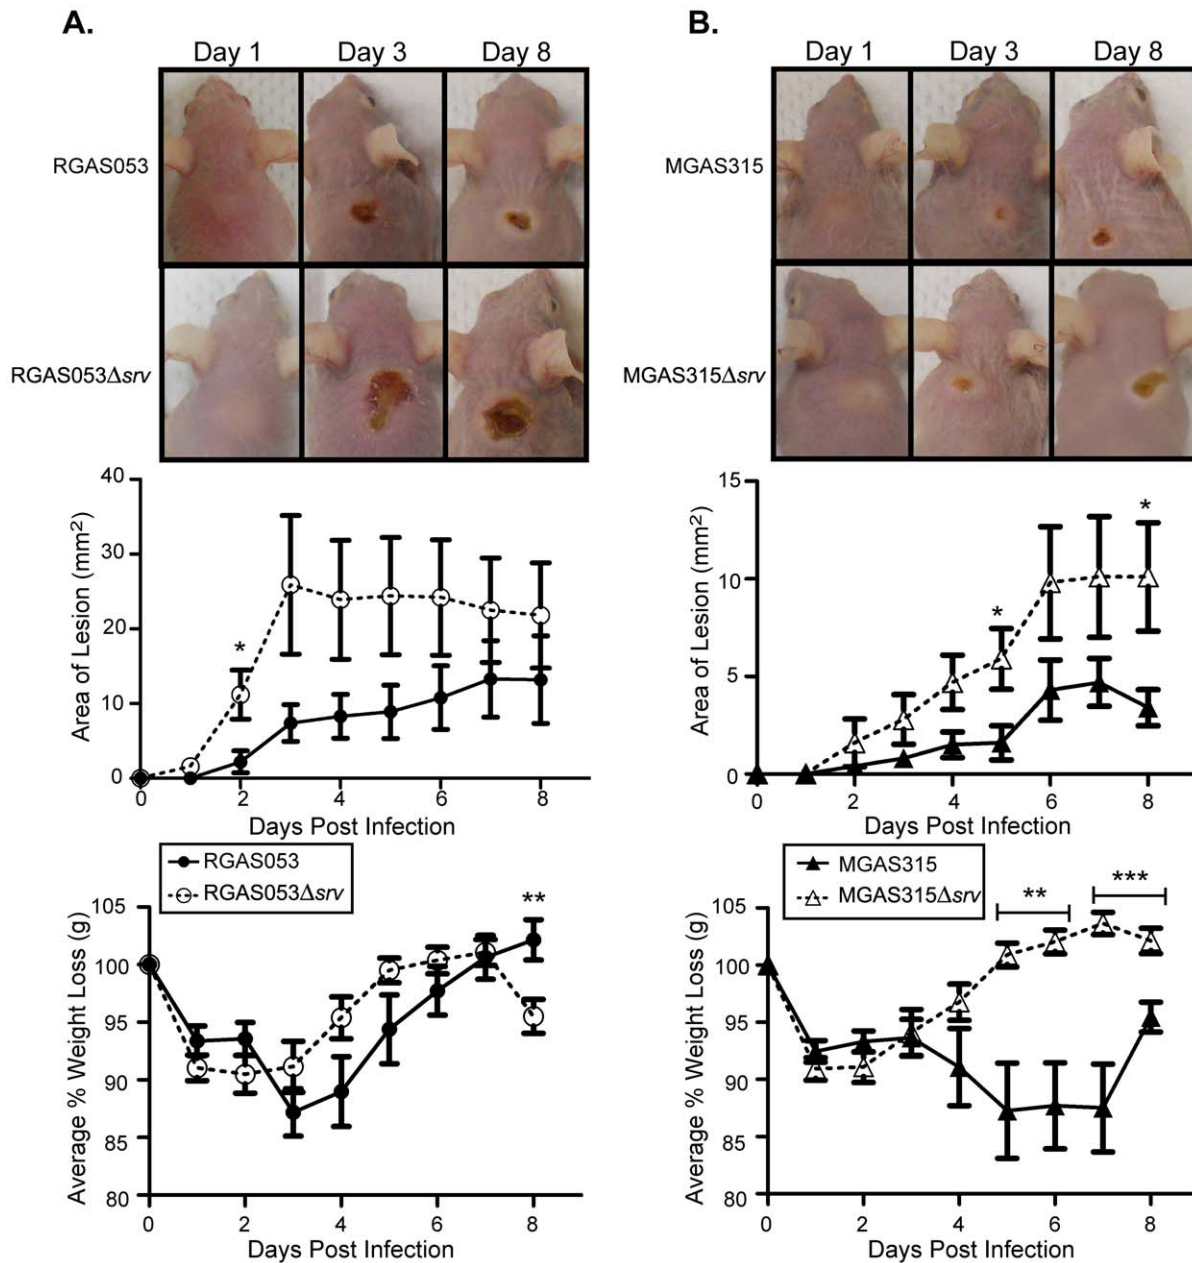 A.
Day 1 Day 3 Day 8
RGAS053
RGAS053Δsrv
40
30
20
10
0
Area of Lesion (mm²)
*
0 2 4 6 8
Days Post Infection
RGAS053
RGAS053Δsrv
105
100
95
90
85
80
Average % Weight Loss (g)
**
0 2 4 6 8
Days Post Infection
B.
Day 1 Day 3 Day 8
MGAS315
MGAS315Δsrv
15
10
5
0
Area of Lesion (mm²)
*
*
0 2 4 6 8
Days Post Infection
MGAS315
MGAS315Δsrv
105
100
95
90
85
80
Average % Weight Loss (g)
** ***
0 2 4 6 8
Days Post Infection